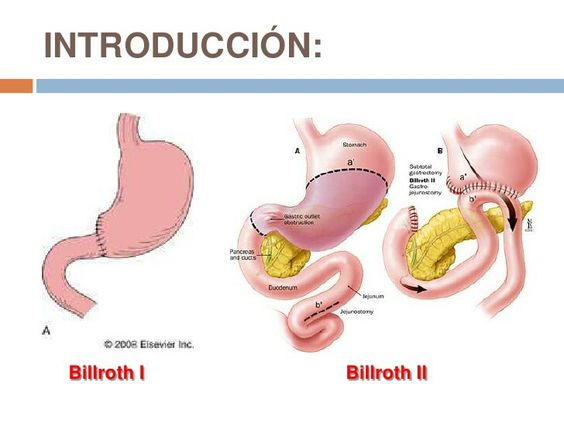 INTRODUCCIÓN:
A
© 2008 Elsevier Inc.
Billroth I
A
Stomach
a'
Gastric outlet
obstruction
Pancreas
and ducts
Duodenum
Jejunum
b'
Jejunostomy
B
Subtotal
gastrectomy
Billroth II
Gastro-
jejunostomy
a'
b'
Billroth II